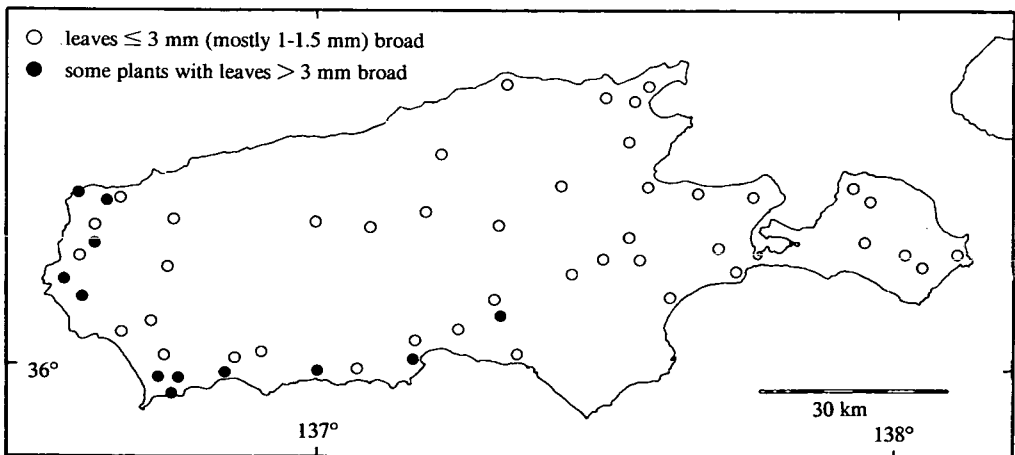 leaves ≤ 3 mm (mostly 1-1.5 mm) broad
some plants with leaves > 3 mm broad
36°
30 km
137°
138°